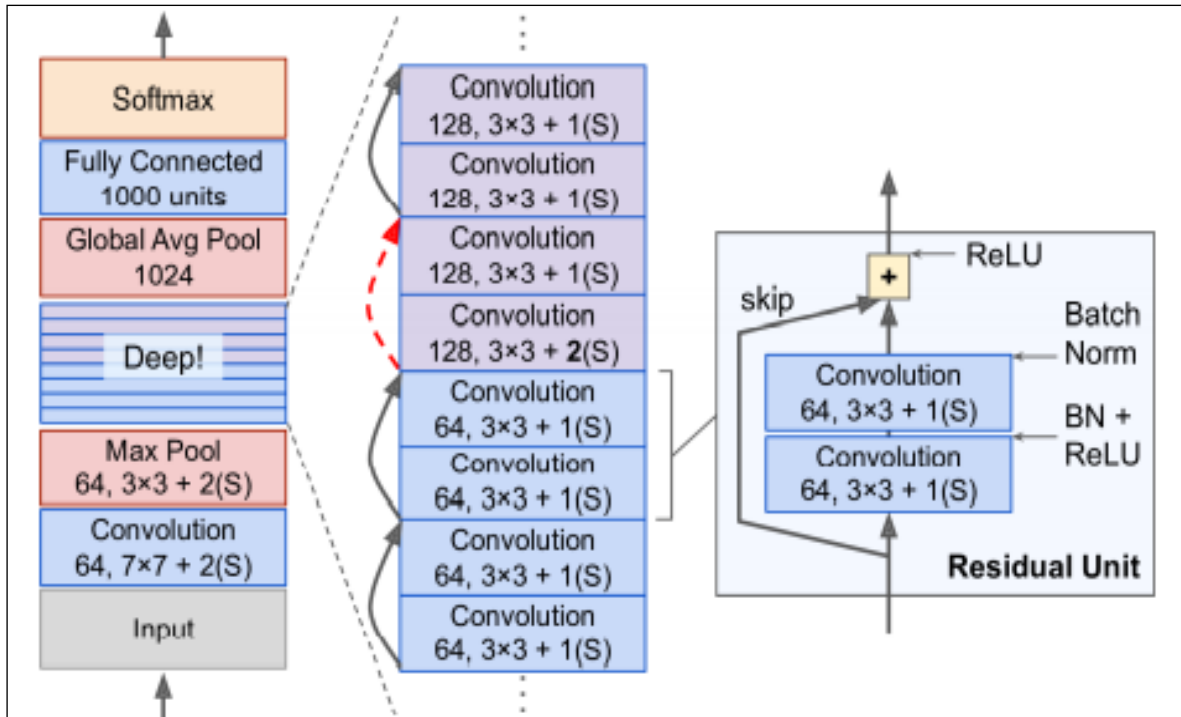 Softmax
Fully Connected
1000 units
Global Avg Pool
1024
Deep!
Max Pool
64, 3×3 + 2(S)
Convolution
64, 7×7 + 2(S)
Input
Convolution
128, 3×3 + 1(S)
Convolution
128, 3×3 + 1(S)
Convolution
128, 3×3 + 1(S)
Convolution
128, 3×3 + 2(S)
Convolution
64, 3×3 + 1(S)
Convolution
64, 3×3 + 1(S)
Convolution
64, 3×3 + 1(S)
Convolution
64, 3×3 + 1(S)
ReLU
+
skip
Batch
Norm
Convolution
64, 3×3 + 1(S)
BN +
ReLU
Convolution
64, 3×3 + 1(S)
Residual Unit